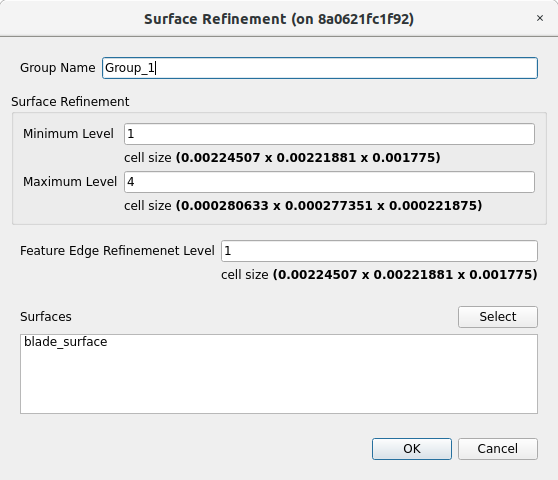 Surface Refinement (on 8a0621fc1f92)
×
Group Name Group_1
Surface Refinement
Minimum Level 1
cell size (0.00224507 x 0.00221881 x 0.001775)
Maximum Level 4
cell size (0.000280633 x 0.000277351 x 0.000221875)
Feature Edge Refinemenet Level 1
cell size (0.00224507 x 0.00221881 x 0.001775)
Surfaces Select
blade_surface
OK Cancel